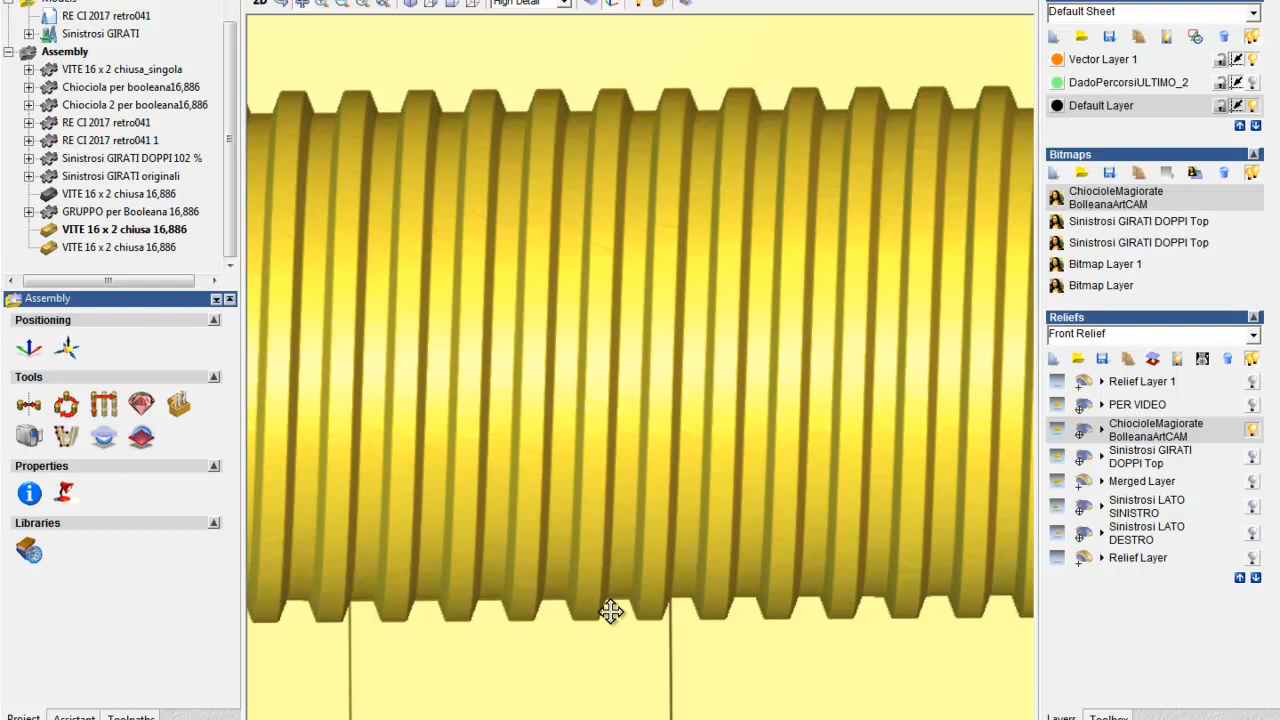 Models
RE CI 2017 retro041
Sinistrosi GIRATI
Assembly
VITE 16 x 2 chiusa_singola
Chiocciola per booleana16,886
Chiocciola 2 per booleana16,886
RE CI 2017 retro041
RE CI 2017 retro041 1
Sinistrosi GIRATI DOPPI 102 %
Sinistrosi GIRATI originali
VITE 16 x 2 chiusa 16,886
GRUPPO per Booleana 16,886
VITE 16 x 2 chiusa 16,886
VITE 16 x 2 chiusa 16,886
Assembly
Positioning
Tools
Properties
Libraries
Project
Assistant
Toolpaths
2D
High Detail
Default Sheet
Vector Layer 1
DadoPercorsiULTIMO_2
Default Layer
Bitmaps
ChiocioleMagiorate
BolleanaArtCAM
Sinistrosi GIRATI DOPPI Top
Sinistrosi GIRATI DOPPI Top
Bitmap Layer 1
Bitmap Layer
Reliefs
Front Relief
Relief Layer 1
PER VIDEO
ChiocioleMagiorate
BolleanaArtCAM
Sinistrosi GIRATI
DOPPI Top
Merged Layer
Sinistrosi LATO
SINISTRO
Sinistrosi LATO
DESTRO
Relief Layer
Layers
Toolbox